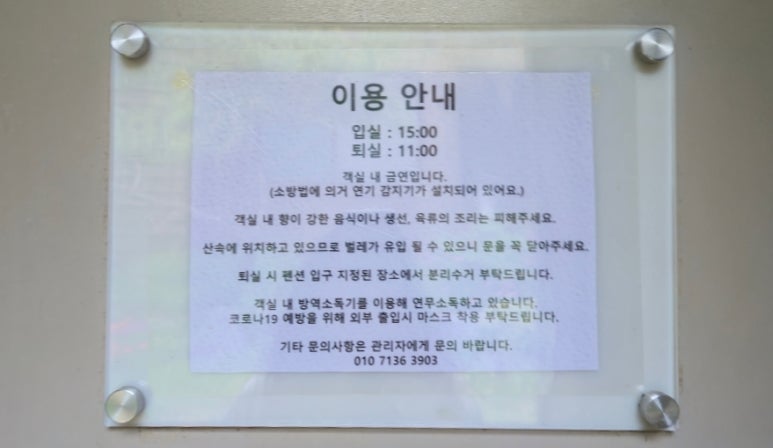 이용 안내
입실 : 15:00
퇴실 : 11:00
객실 내 금연입니다.
(소방법에 의거 연기 감지기가 설치되어 있어요.)
객실 내 향이 강한 음식이나 생선, 육류의 조리는 피해주세요.
산속에 위치하고 있으므로 벌레가 유입 될 수 있으니 문을 꼭 닫아주세요.
퇴실 시 펜션 입구 지정된 장소에서 분리수거 부탁드립니다.
객실 내 방역소독기를 이용해 연무소독하고 있습니다.
코로나19 예방을 위해 외부 출입시 마스크 착용 부탁드립니다.
기타 문의사항은 관리자에게 문의 바랍니다.
010 7136 3903